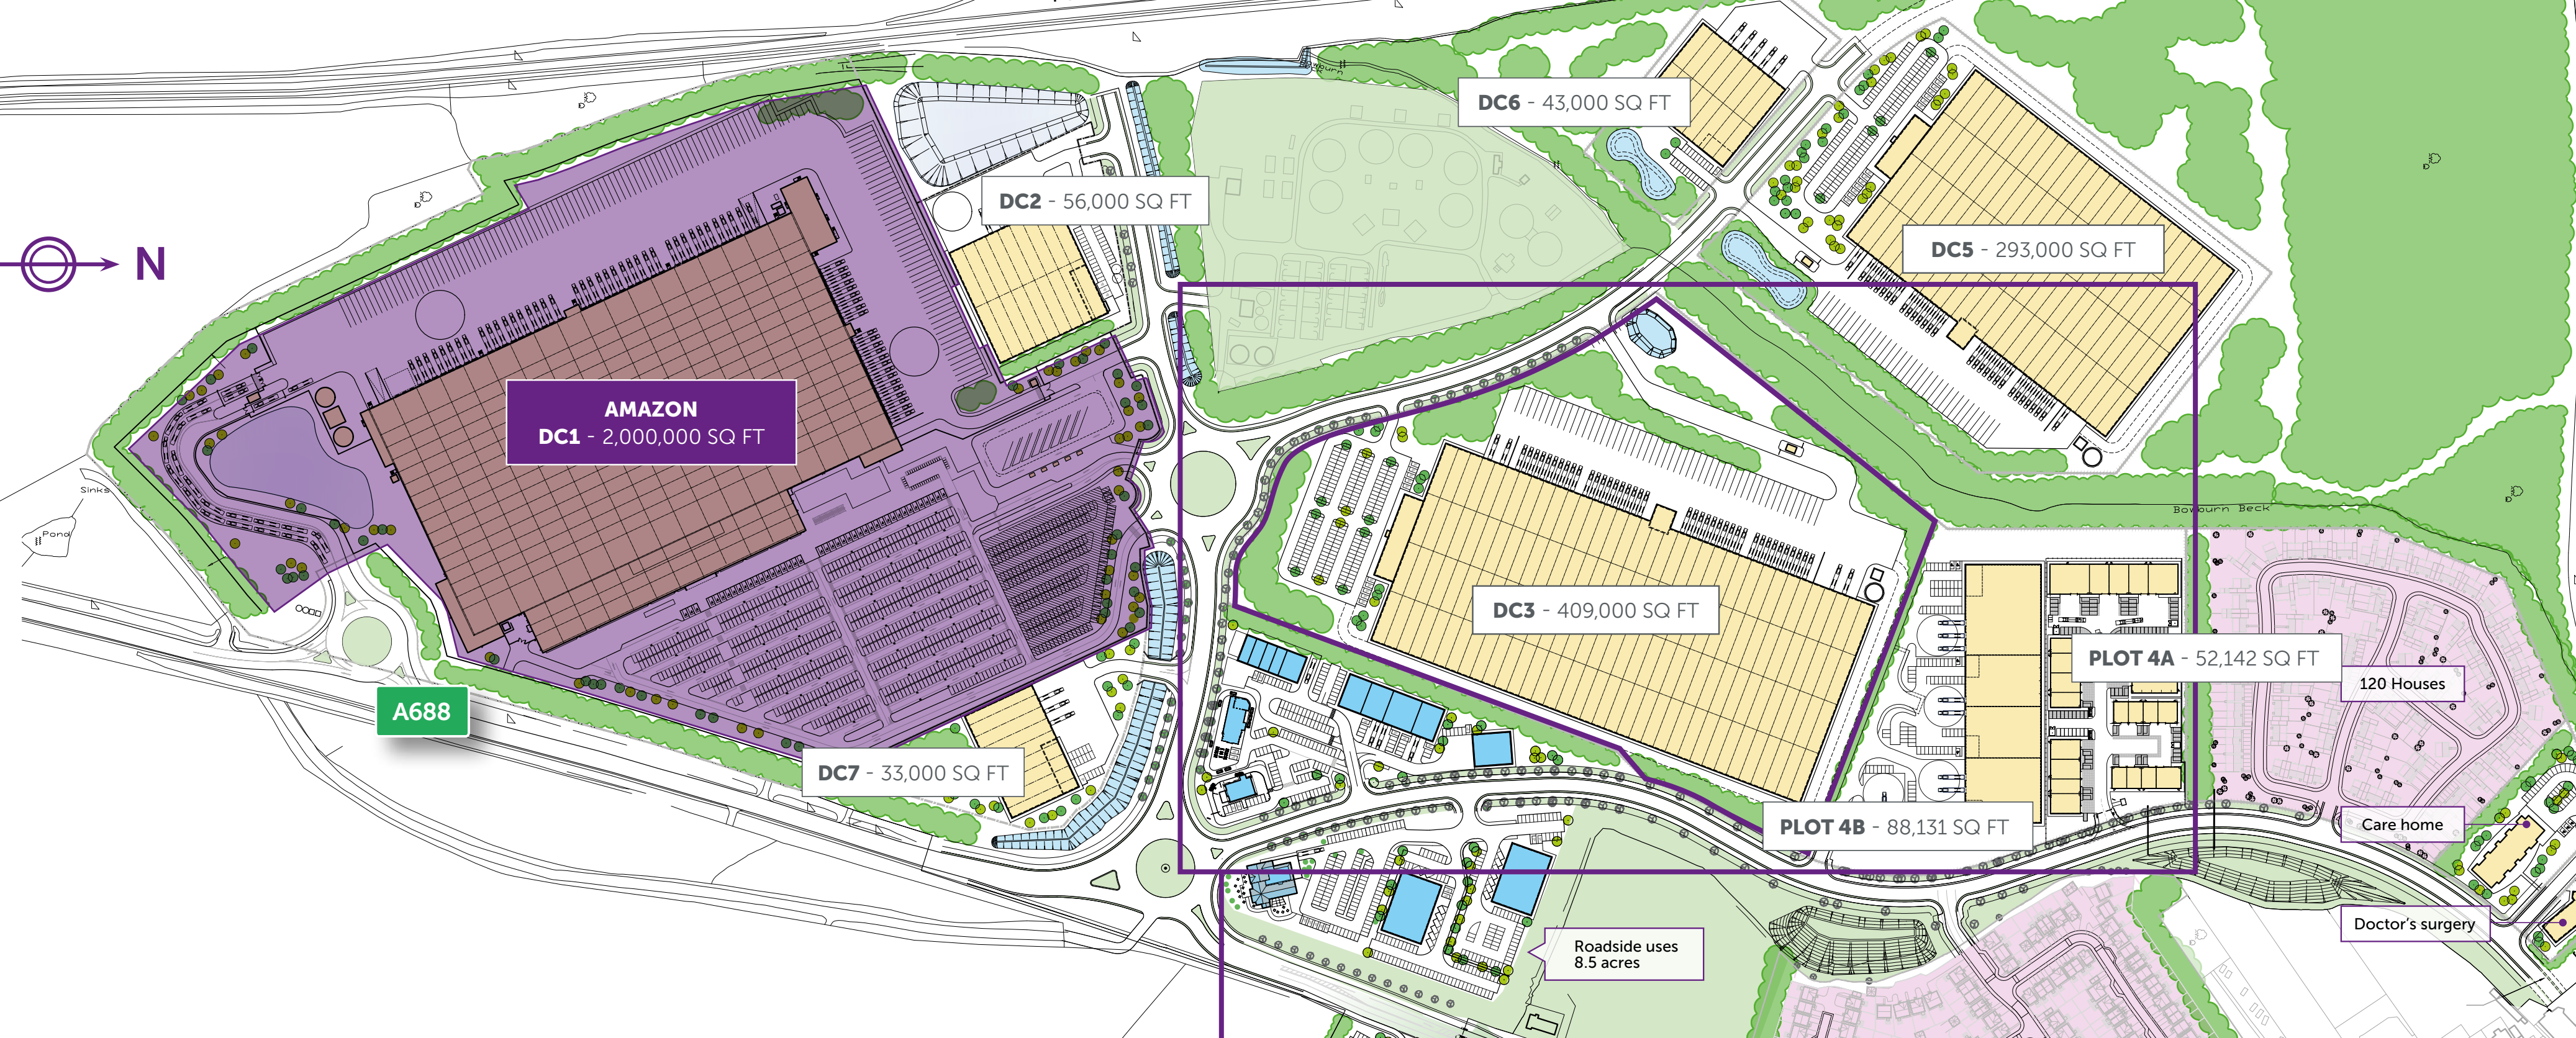 DC6 - 43,000 SQ FT
DC2 - 56,000 SQ FT
DC5 - 293,000 SQ FT
N
AMAZON
DC1 - 2,000,000 SQ FT
Sinks
Pond
Bowburn Beck
DC3 - 409,000 SQ FT
PLOT 4A - 52,142 SQ FT
120 Houses
A688
DC7 - 33,000 SQ FT
PLOT 4B - 88,131 SQ FT
Care home
Doctor's surgery
Roadside uses
8.5 acres